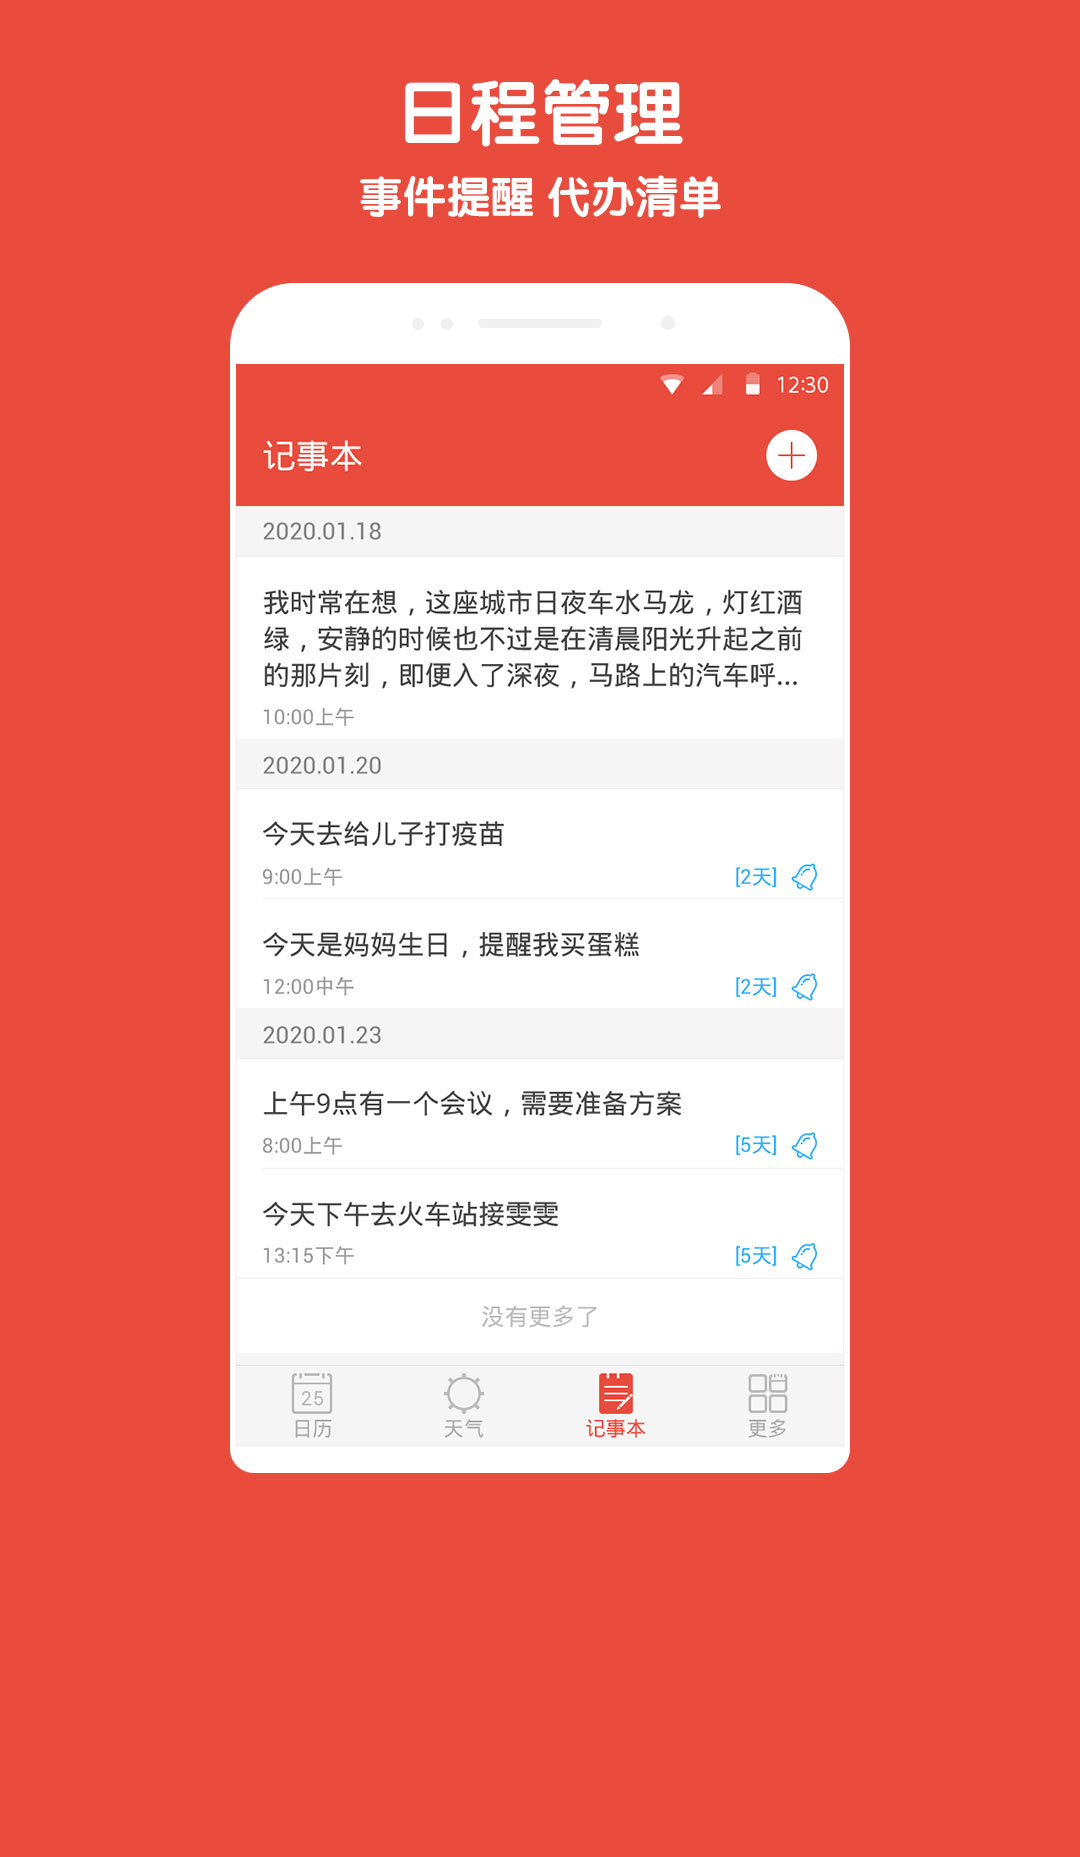 日程管理
事件提醒 代办清单
12:30
记事本
2020.01.18
我时常在想，这座城市日夜车水马龙，灯红酒
绿，安静的时候也不过是在清晨阳光升起之前
的那片刻，即便入了深夜，马路上的汽车呼...
10:00上午
2020.01.20
今天去给儿子打疫苗
9:00上午 [2天]
今天是妈妈生日，提醒我买蛋糕
12:00中午 [2天]
2020.01.23
上午9点有一个会议，需要准备方案
8:00上午 [5天]
今天下午去火车站接雯雯
13:15下午 [5天]
没有更多了
25
日历 天气 记事本 更多